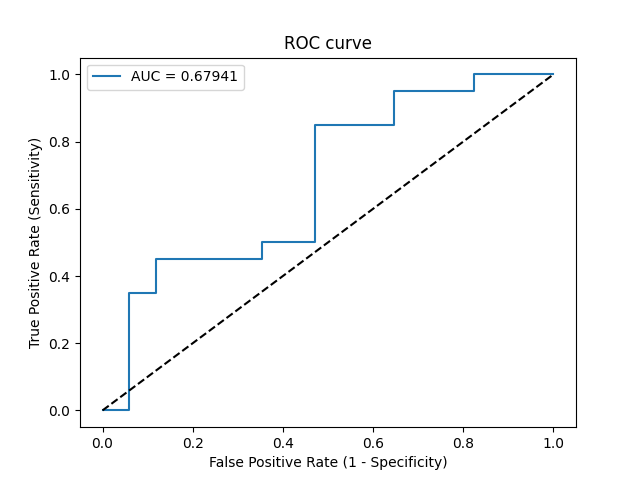 ROC curve
AUC = 0.67941
True Positive Rate (Sensitivity)
1.0
0.8
0.6
0.4
0.2
0.0
0.0 0.2 0.4 0.6 0.8 1.0
False Positive Rate (1 - Specificity)